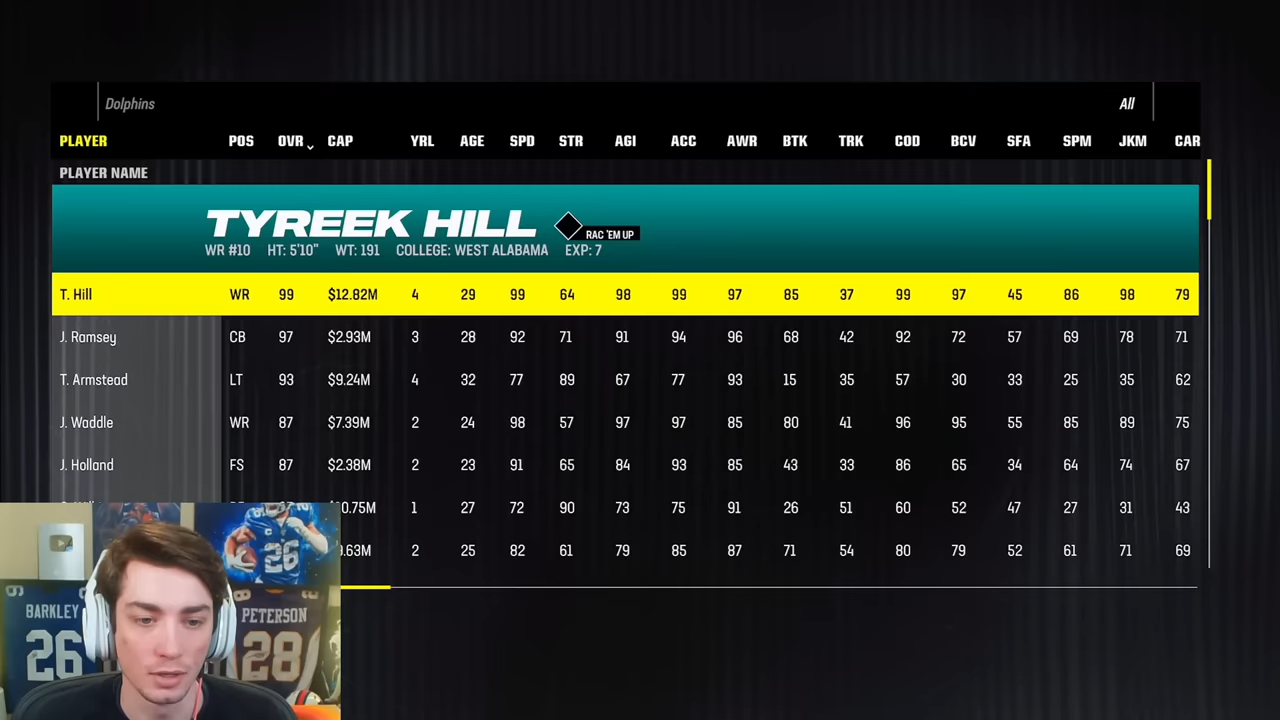 Dolphins All
PLAYER POS OVR CAP YRL AGE SPD STR AGI ACC AWR BTK TRK COD BCV SFA SPM JKM CAR
PLAYER NAME
TYREEK HILL RAC 'EM UP
WR #10 HT: 5'10" WT: 191 COLLEGE: WEST ALABAMA EXP: 7
T. Hill WR 99 $12.82M 4 29 99 64 98 99 97 85 37 99 97 45 86 98 79
J. Ramsey CB 97 $2.93M 3 28 92 71 91 94 96 68 42 92 72 57 69 78 71
T. Armstead LT 93 $9.24M 4 32 77 89 67 77 93 15 35 57 30 33 25 35 62
J. Waddle WR 87 $7.39M 2 24 98 57 97 97 85 80 41 96 95 55 85 89 75
J. Holland FS 87 $2.38M 2 23 91 65 84 93 85 43 33 86 65 34 64 74 67
0.75M 1 27 72 90 73 75 91 26 51 60 52 47 27 31 43
.63M 2 25 82 61 79 85 87 71 54 80 79 52 61 71 69
26
BARKLEY
26
PETERSON
28